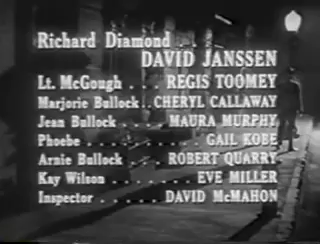 Richard Diamond . .
DAVID JANSSEN
Lt. McGough . . . . REGIS TOOMEY
Marjorie Bullock . . CHERYL CALLAWAY
Jean Bullock . . . . MAURA MURPHY
Phoebe . . . . . . . GAIL KOBE
Arnie Bullock . . . ROBERT QUARRY
Kay Wilson . . . . . . EVE MILLER
Inspector . . . . . DAVID McMAHON